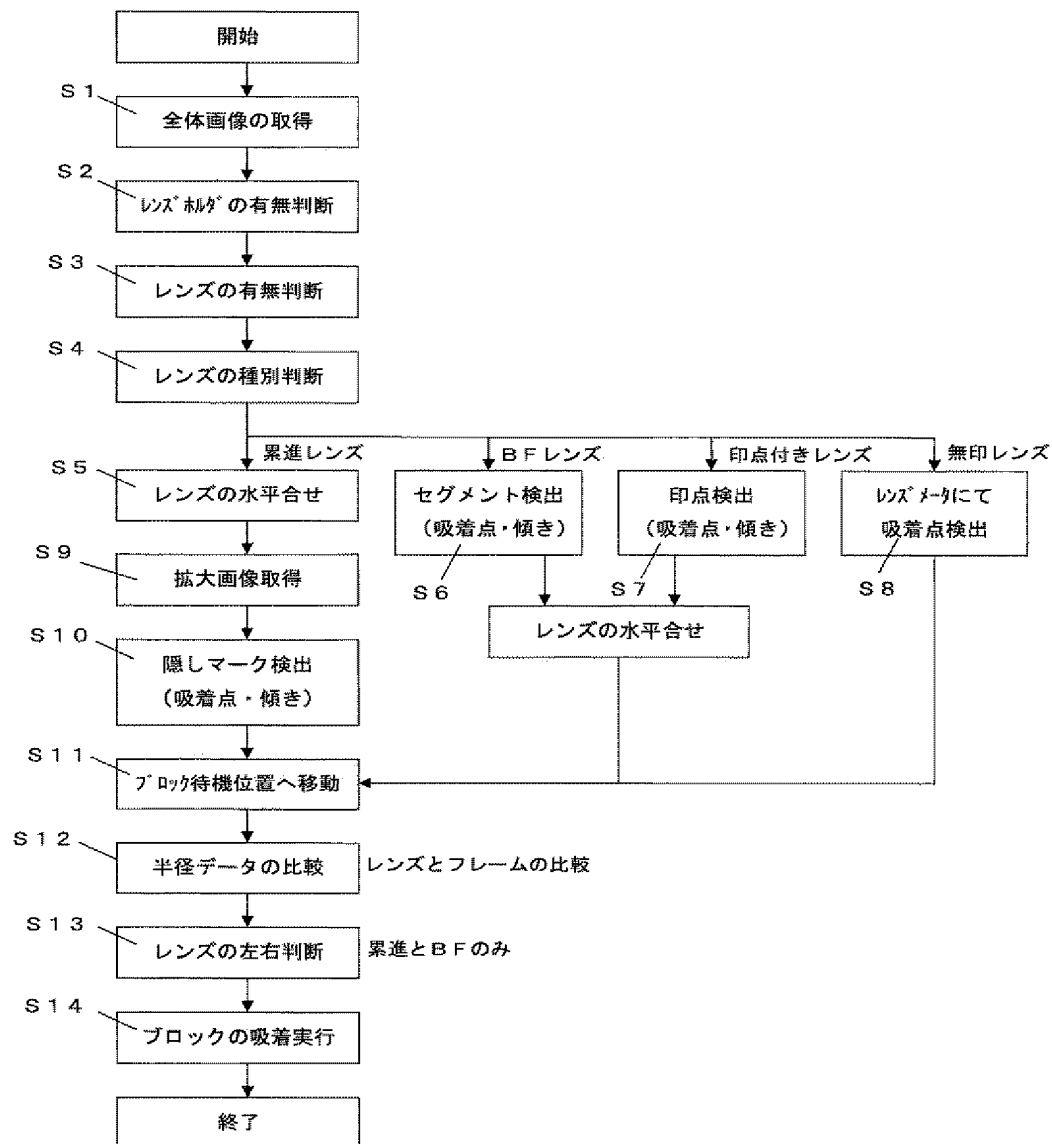 開始
S1
全体画像の取得
S2
ﾚﾝｽﾞﾎﾙﾀﾞの有無判断
S3
レンズの有無判断
S4
レンズの種別判断
累進レンズ
BFレンズ
印点付きレンズ
無印レンズ
S5
レンズの水平合せ
セグメント検出
(吸着点・傾き)
印点検出
(吸着点・傾き)
ﾚﾝｽﾞﾒｰﾀにて
吸着点検出
S6
S7
S8
レンズの水平合せ
S9
拡大画像取得
S10
隠しマーク検出
(吸着点・傾き)
S11
ﾌﾞﾛｯｸ待機位置へ移動
S12
半径データの比較
レンズとフレームの比較
S13
レンズの左右判断
累進とBFのみ
S14
ブロックの吸着実行
終了